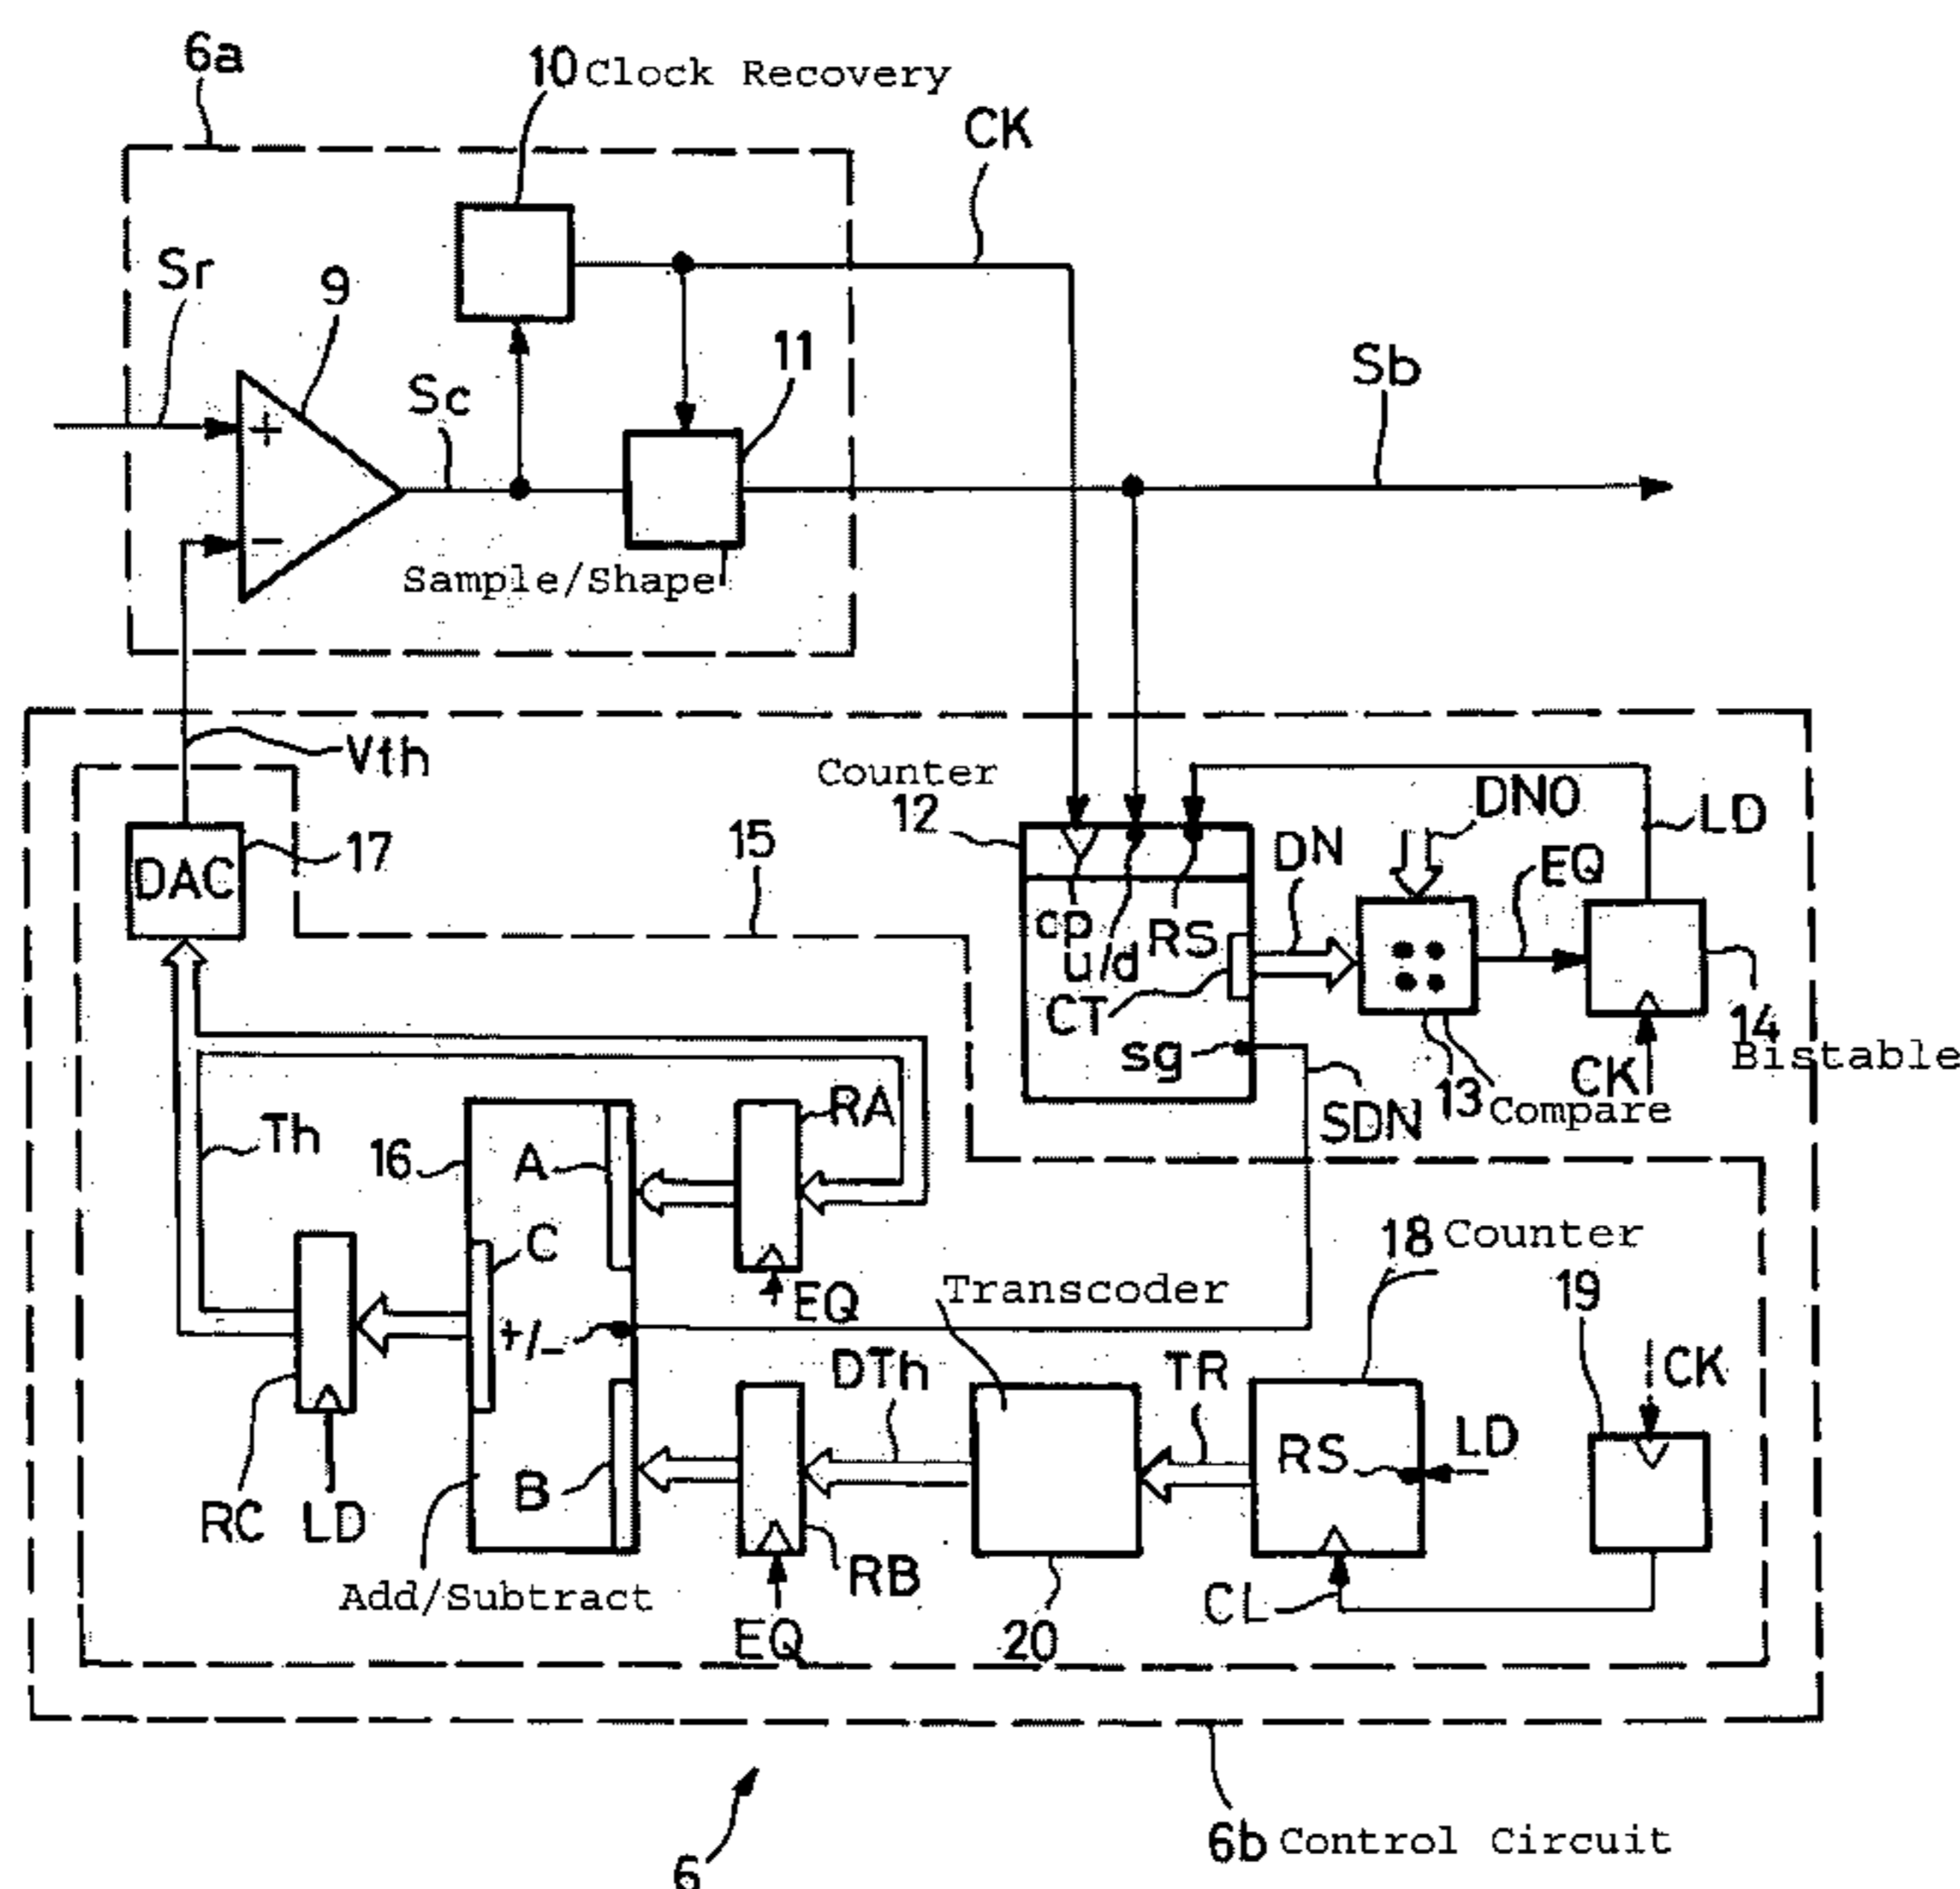 6a
10 Clock Recovery
CK
Sr
9
Sc
11
Sb
+
−
Sample/Shape
Vth
Counter
12
DNO
LD
DAC
17
15
DN
EQ
cp
u/d
RS
CT
sg
14
Bistable
CK
13 Compare
SDN
Th
16
A
RA
C
EQ
18 Counter
Transcoder
19
+/−
DTh
TR
CK
RS
LD
B
RC
LD
RB
CL
Add/Subtract
EQ
20
6b Control Circuit
6